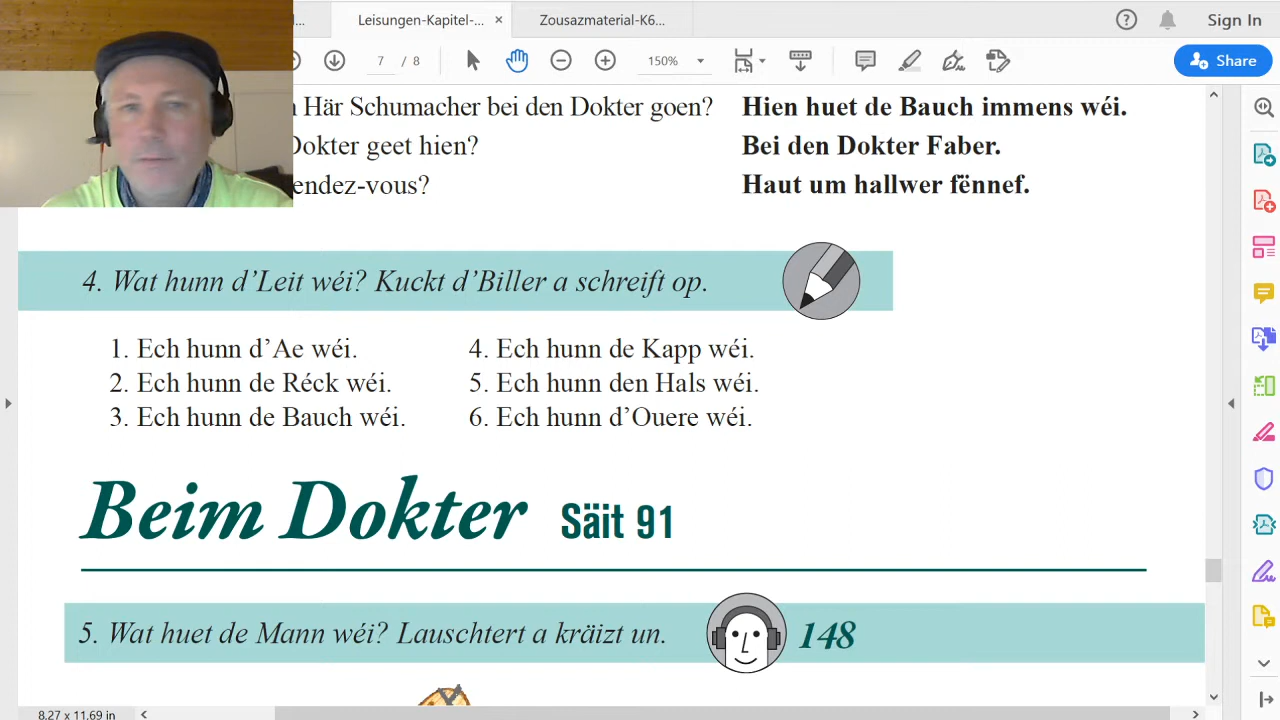 Leisungen-Kapitel-... × Zousazmaterial-K6... Sign In
7 / 8 150% Share
Här Schumacher bei den Dokter goen? Hien huet de Bauch immens wéi.
Dokter geet hien? Bei den Dokter Faber.
endez-vous? Haut um hallwer fënnef.
4. Wat hunn d'Leit wéi? Kuckt d'Biller a schreift op.
1. Ech hunn d'Ae wéi. 4. Ech hunn de Kapp wéi.
2. Ech hunn de Réck wéi. 5. Ech hunn den Hals wéi.
3. Ech hunn de Bauch wéi. 6. Ech hunn d'Ouere wéi.
Beim Dokter Säit 91
5. Wat huet de Mann wéi? Lauschtert a kräizt un. 148
8.27 x 11.69 in